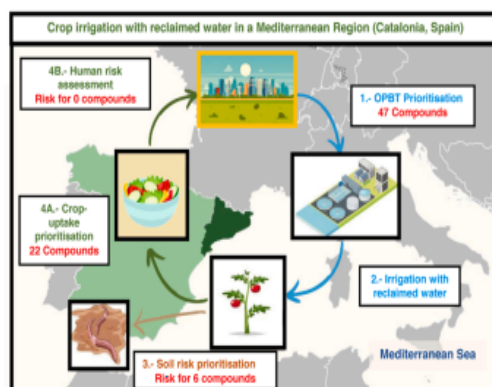 Crop irrigation with reclaimed water in a Mediterranean Region (Catalonia, Spain)
4B.- Human risk
assessment
Risk for 0 compounds
1.- OPBT Prioritisation
47 Compounds
4A.- Crop-
uptake
prioritisation
22 Compounds
2.- Irrigation with
reclaimed water
3.- Soil risk prioritisation
Risk for 6 compounds
Mediterranean Sea